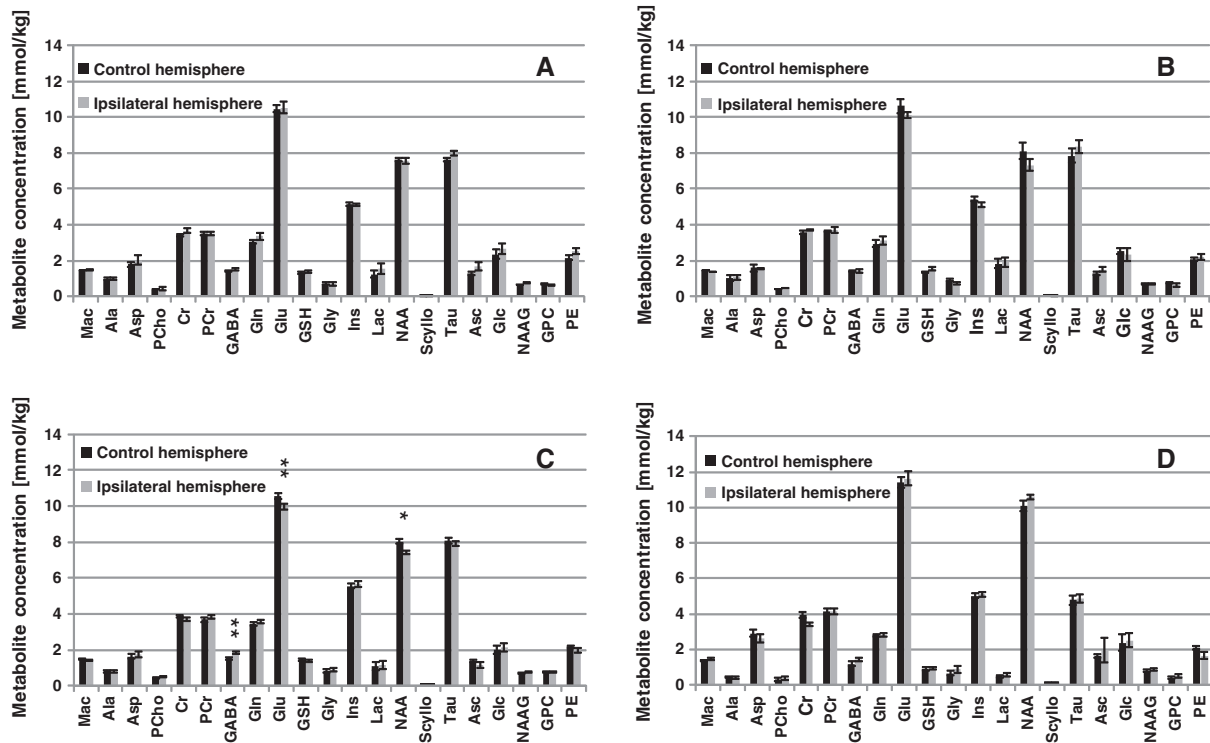 Metabolite concentration [mmol/kg]
14
12
10
8
6
4
2
0
Control hemisphere
Ipsilateral hemisphere
A
Mac Ala Asp PCho Cr PCr GABA Gln Glu GSH Gly Ins Lac NAA Scyllo Tau Asc Glc NAAG GPC PE
Metabolite concentration [mmol/kg]
14
12
10
8
6
4
2
0
Control hemisphere
Ipsilateral hemisphere
B
Mac Ala Asp PCho Cr PCr GABA Gln Glu GSH Gly Ins Lac NAA Scyllo Tau Asc Glc NAAG GPC PE
Metabolite concentration [mmol/kg]
14
12
10
8
6
4
2
0
Control hemisphere
Ipsilateral hemisphere
C
**
**
*
Mac Ala Asp PCho Cr PCr GABA Gln Glu GSH Gly Ins Lac NAA Scyllo Tau Asc Glc NAAG GPC PE
Metabolite concentration [mmol/kg]
14
12
10
8
6
4
2
0
Control hemisphere
Ipsilateral hemisphere
D
Mac Ala Asp PCho Cr PCr GABA Gln Glu GSH Gly Ins Lac NAA Scyllo Tau Asc Glc NAAG GPC PE